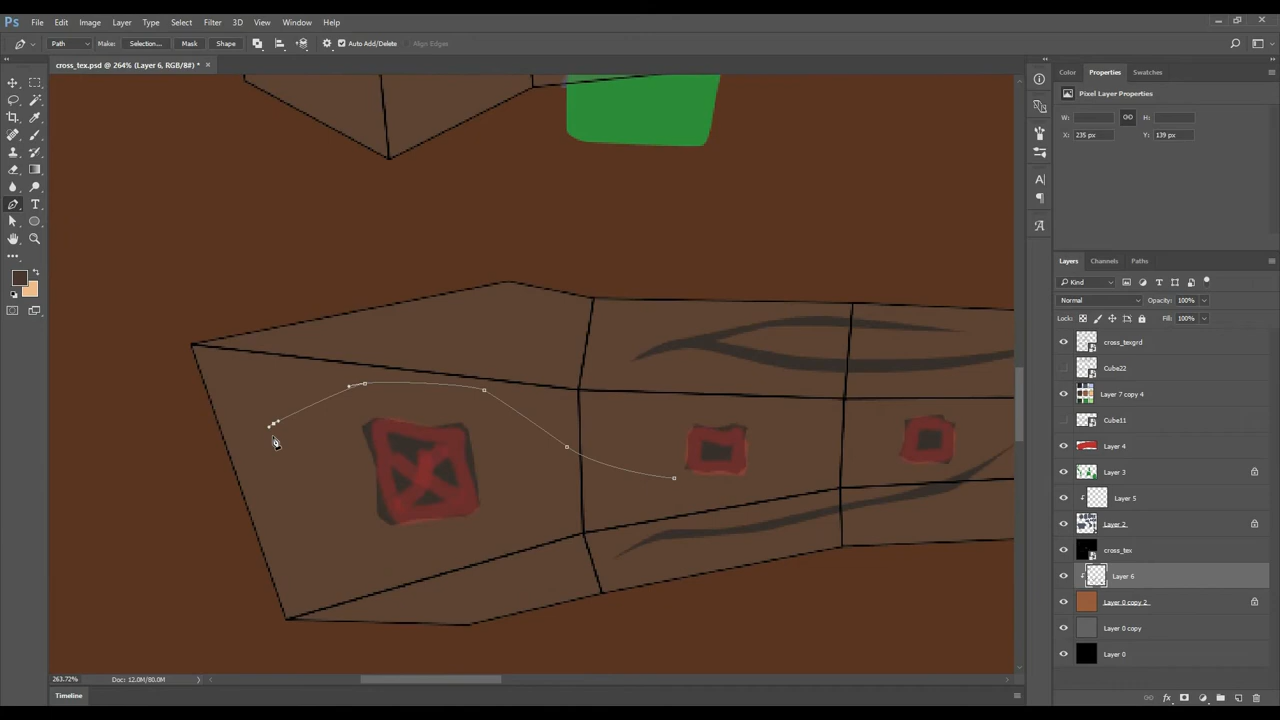 Ps File Edit Image Layer Type Select Filter 3D View Window Help
Path Make: Selection... Mask Shape Auto Add/Delete Align Edges
cross_tex.psd @ 264% (Layer 6, RGB/8#) * ×
Color Properties Swatches
Pixel Layer Properties
W: H:
X: 235 px Y: 139 px
Layers Channels Paths
Kind
Normal Opacity: 100%
Lock: Fill: 100%
cross_texgrd
Cube22
Layer 7 copy 4
Cube11
Layer 4
Layer 3
Layer 5
Layer 2
cross_tex
Layer 6
Layer 0 copy 2
Layer 0 copy
Layer 0
263.72% Doc: 12.0M/80.0M
Timeline